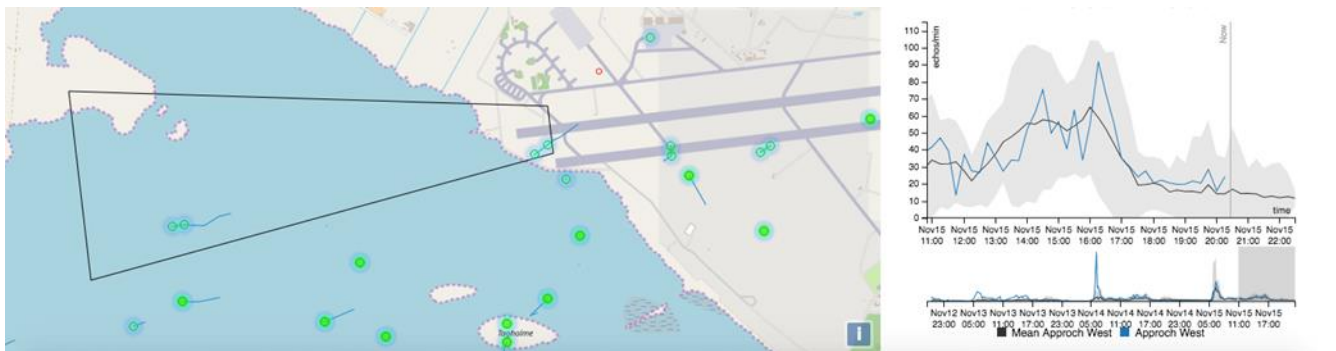 Tangholme
i
echos/min
110
100
90
80
70
60
50
40
30
20
10
0
Now
time
Nov15 Nov15 Nov15 Nov15 Nov15 Nov15 Nov15 Nov15 Nov15 Nov15 Nov15 Nov15
11:00 12:00 13:00 14:00 15:00 16:00 17:00 18:00 19:00 20:00 21:00 22:00
Nov12 Nov13 Nov13 Nov13 Nov13 Nov14 Nov14 Nov14 Nov14 Nov15 Nov15 Nov15
23:00 05:00 11:00 17:00 23:00 05:00 11:00 17:00 23:00 05:00 11:00 17:00
Mean Approch West Approch West